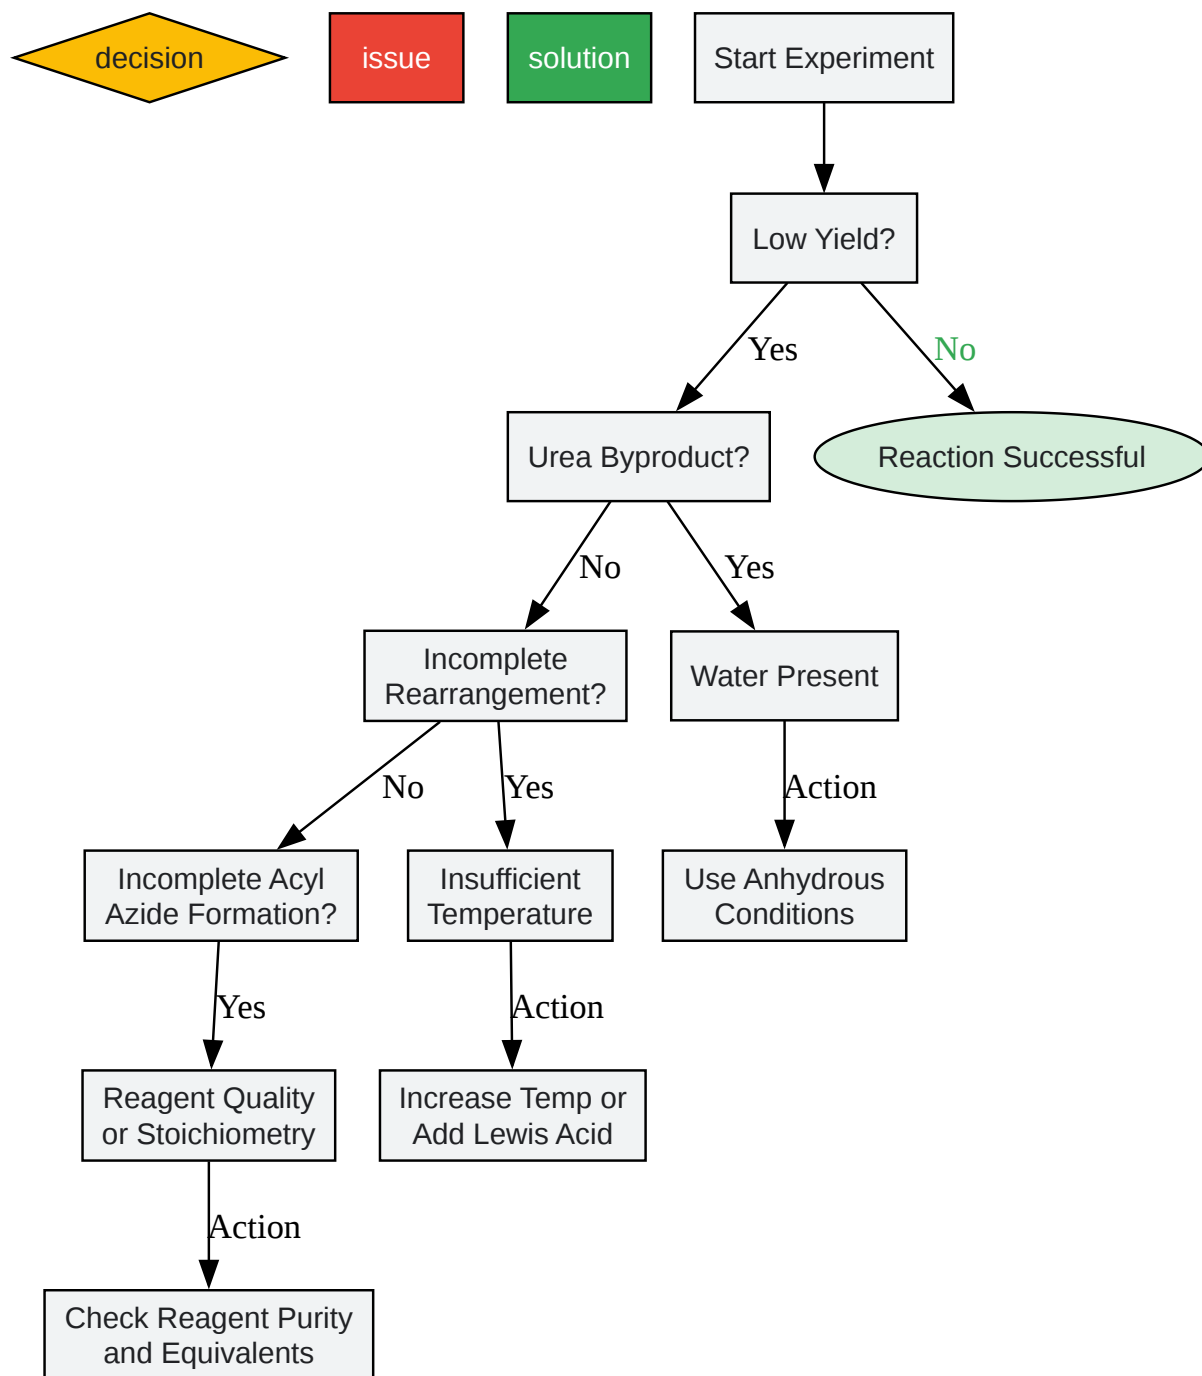 decision
issue
solution
Start Experiment
Low Yield?
Yes
No
Urea Byproduct?
Reaction Successful
No
Yes
Incomplete
Rearrangement?
Water Present
No
Yes
Action
Incomplete Acyl
Azide Formation?
Insufficient
Temperature
Use Anhydrous
Conditions
Yes
Action
Reagent Quality
or Stoichiometry
Increase Temp or
Add Lewis Acid
Action
Check Reagent Purity
and Equivalents